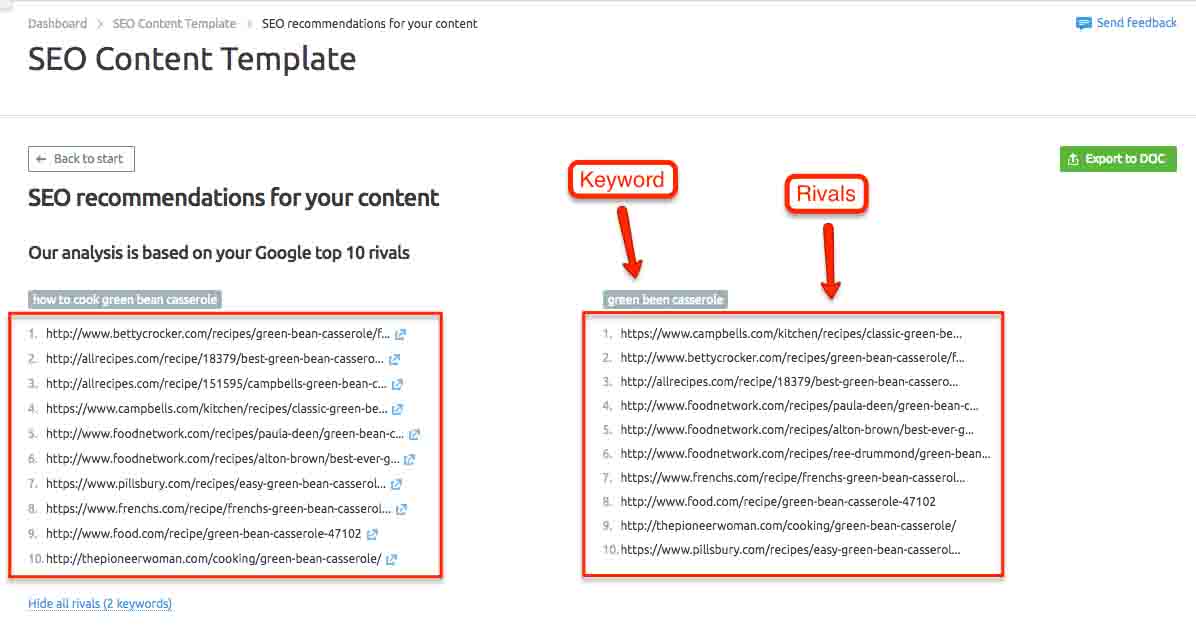 Dashboard > SEO Content Template > SEO recommendations for your content
Send feedback
SEO Content Template
← Back to start
Export to DOC
Keyword
Rivals
SEO recommendations for your content
Our analysis is based on your Google top 10 rivals
how to cook green bean casserole
1. http://www.bettycrocker.com/recipes/green-bean-casserole/f...
2. http://allrecipes.com/recipe/18379/best-green-bean-cassero...
3. http://allrecipes.com/recipe/151595/campbells-green-bean-c...
4. https://www.campbells.com/kitchen/recipes/classic-green-be...
5. http://www.foodnetwork.com/recipes/paula-deen/green-bean-c...
6. http://www.foodnetwork.com/recipes/alton-brown/best-ever-g...
7. https://www.pillsbury.com/recipes/easy-green-bean-casserol...
8. https://www.frenchs.com/recipe/frenchs-green-bean-casserol...
9. http://www.food.com/recipe/green-bean-casserole-47102
10. http://thepioneerwoman.com/cooking/green-bean-casserole/
green been casserole
1. https://www.campbells.com/kitchen/recipes/classic-green-be...
2. http://www.bettycrocker.com/recipes/green-bean-casserole/f...
3. http://allrecipes.com/recipe/18379/best-green-bean-cassero...
4. http://www.foodnetwork.com/recipes/paula-deen/green-bean-c...
5. http://www.foodnetwork.com/recipes/alton-brown/best-ever-g...
6. http://www.foodnetwork.com/recipes/ree-drummond/green-bean...
7. https://www.frenchs.com/recipe/frenchs-green-bean-casserol...
8. http://www.food.com/recipe/green-bean-casserole-47102
9. http://thepioneerwoman.com/cooking/green-bean-casserole/
10. https://www.pillsbury.com/recipes/easy-green-bean-casserol...
Hide all rivals (2 keywords)